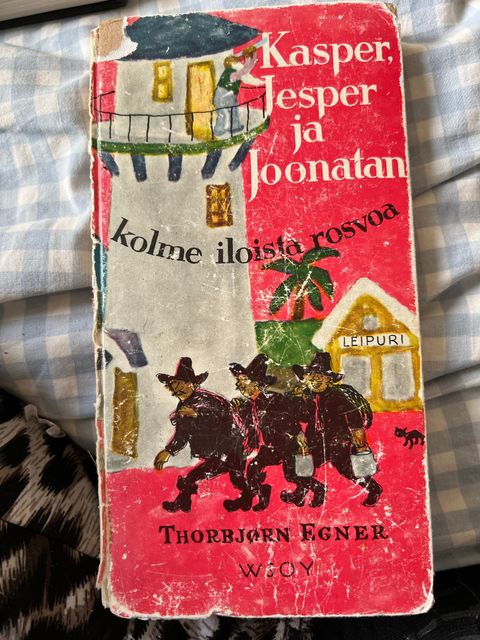 Kasper,
Jesper
ja
Joonatan
kolme iloista rosvoa
LEIPURI
THORBJØRN EGNER
WSOY